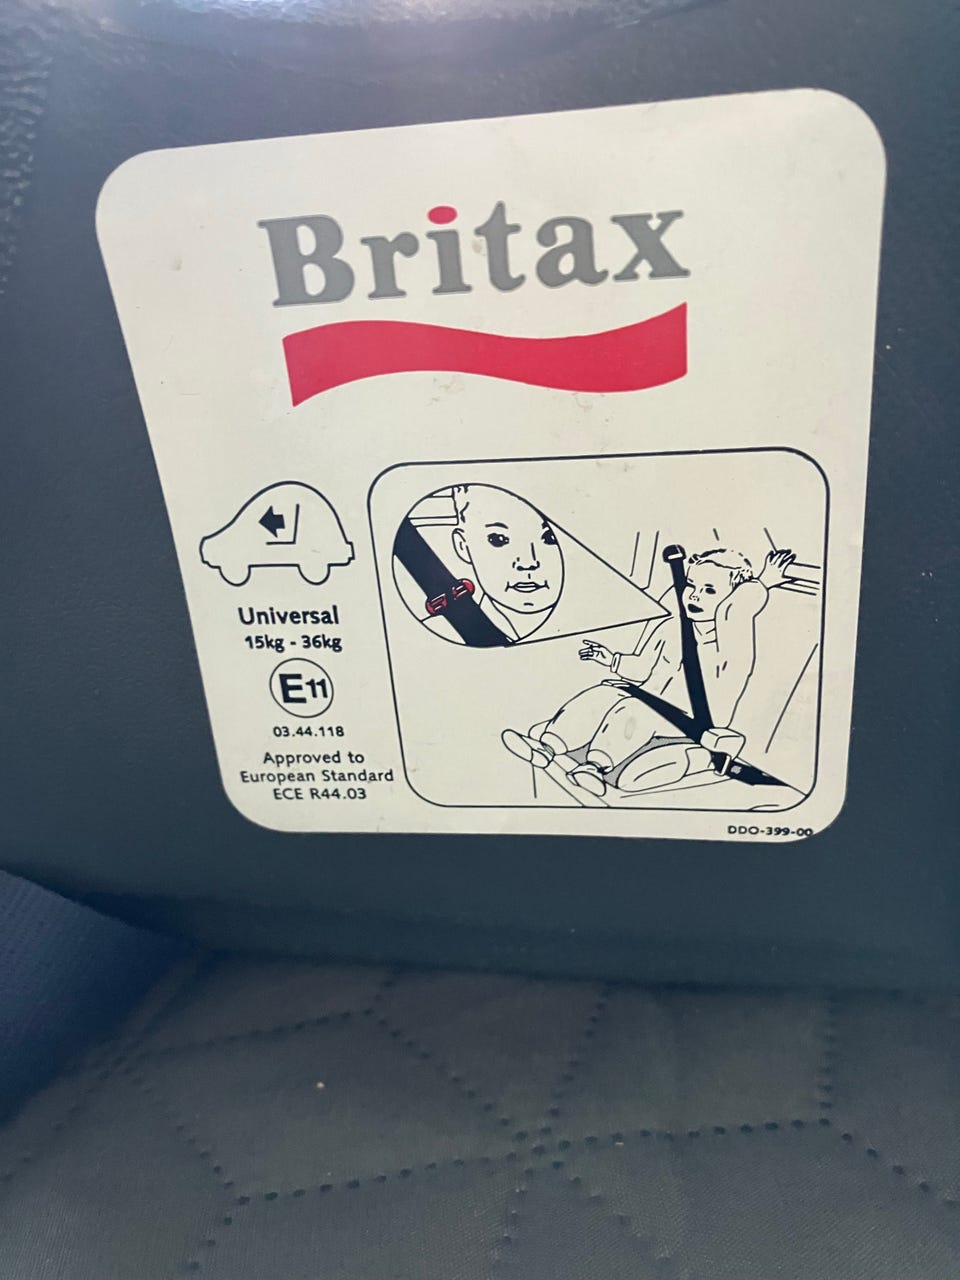 Britax
Universal
15kg - 36kg
E11
03.44.118
Approved to
European Standard
ECE R44.03
DDO-399-00